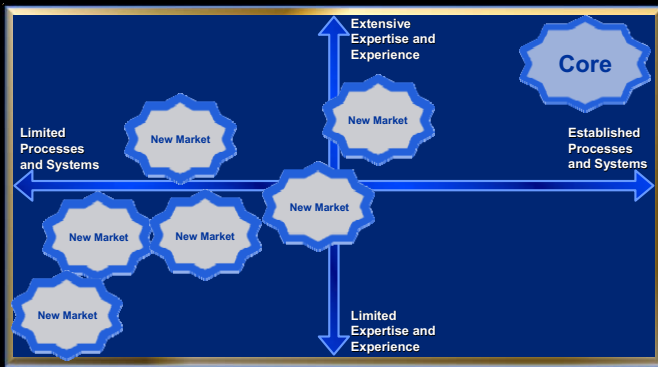 Extensive
Expertise and
Experience
Core
New Market
New Market
Limited
Processes
and Systems
Established
Processes
and Systems
New Market
New Market
New Market
New Market
Limited
Expertise and
Experience